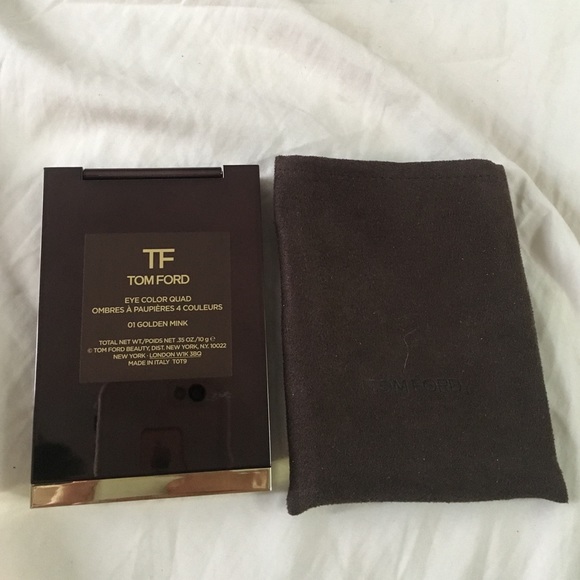 TF
TOM FORD
EYE COLOR QUAD
OMBRES À PAUPIÈRES 4 COULEURS
01 GOLDEN MINK
TOTAL NET WT./POIDS NET .35 OZ./10 g ℮
© TOM FORD BEAUTY, DIST. NEW YORK, N.Y. 10022
NEW YORK · LONDON W1K 3BQ
MADE IN ITALY T0T9
TOM FORD